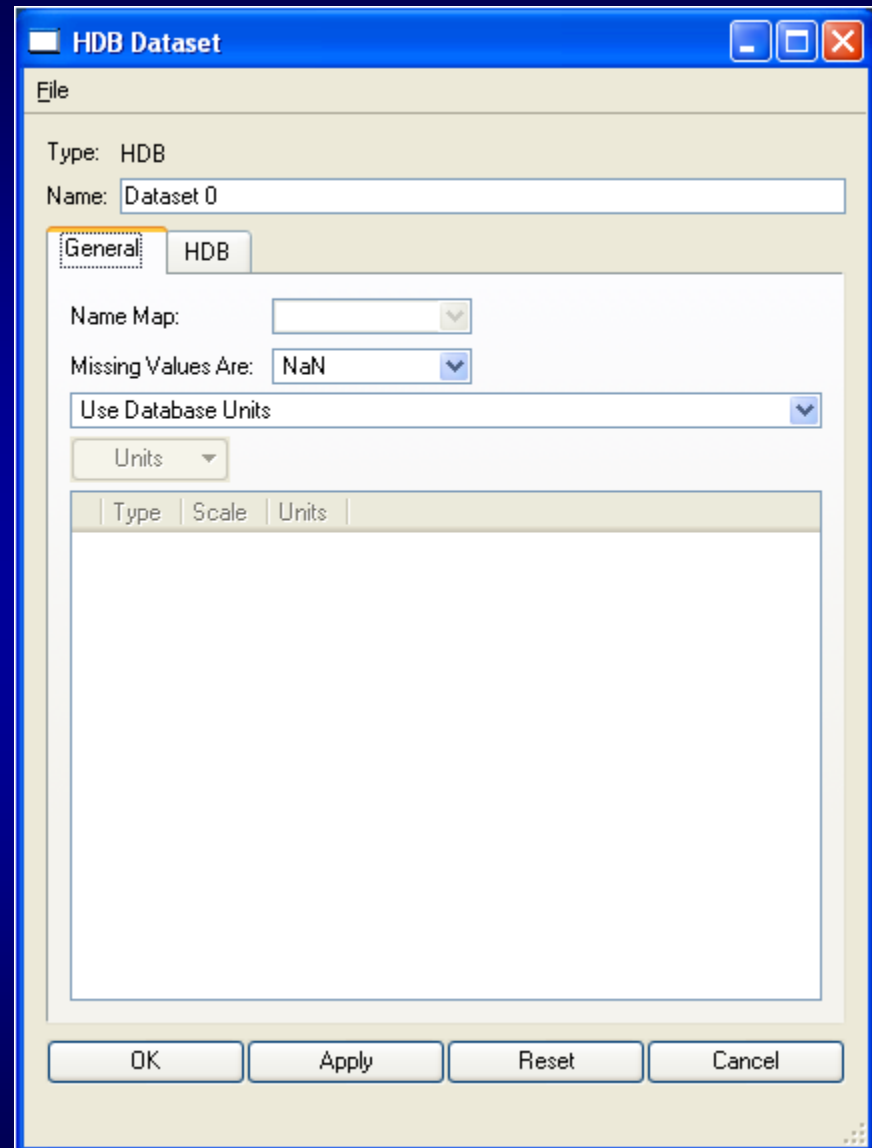 HDB Dataset
File
Type: HDB
Name: Dataset 0
General HDB
Name Map:
Missing Values Are: NaN
Use Database Units
Units
Type Scale Units
OK Apply Reset Cancel